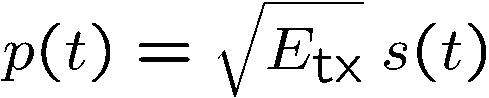 p(t) = √E_tx s(t)